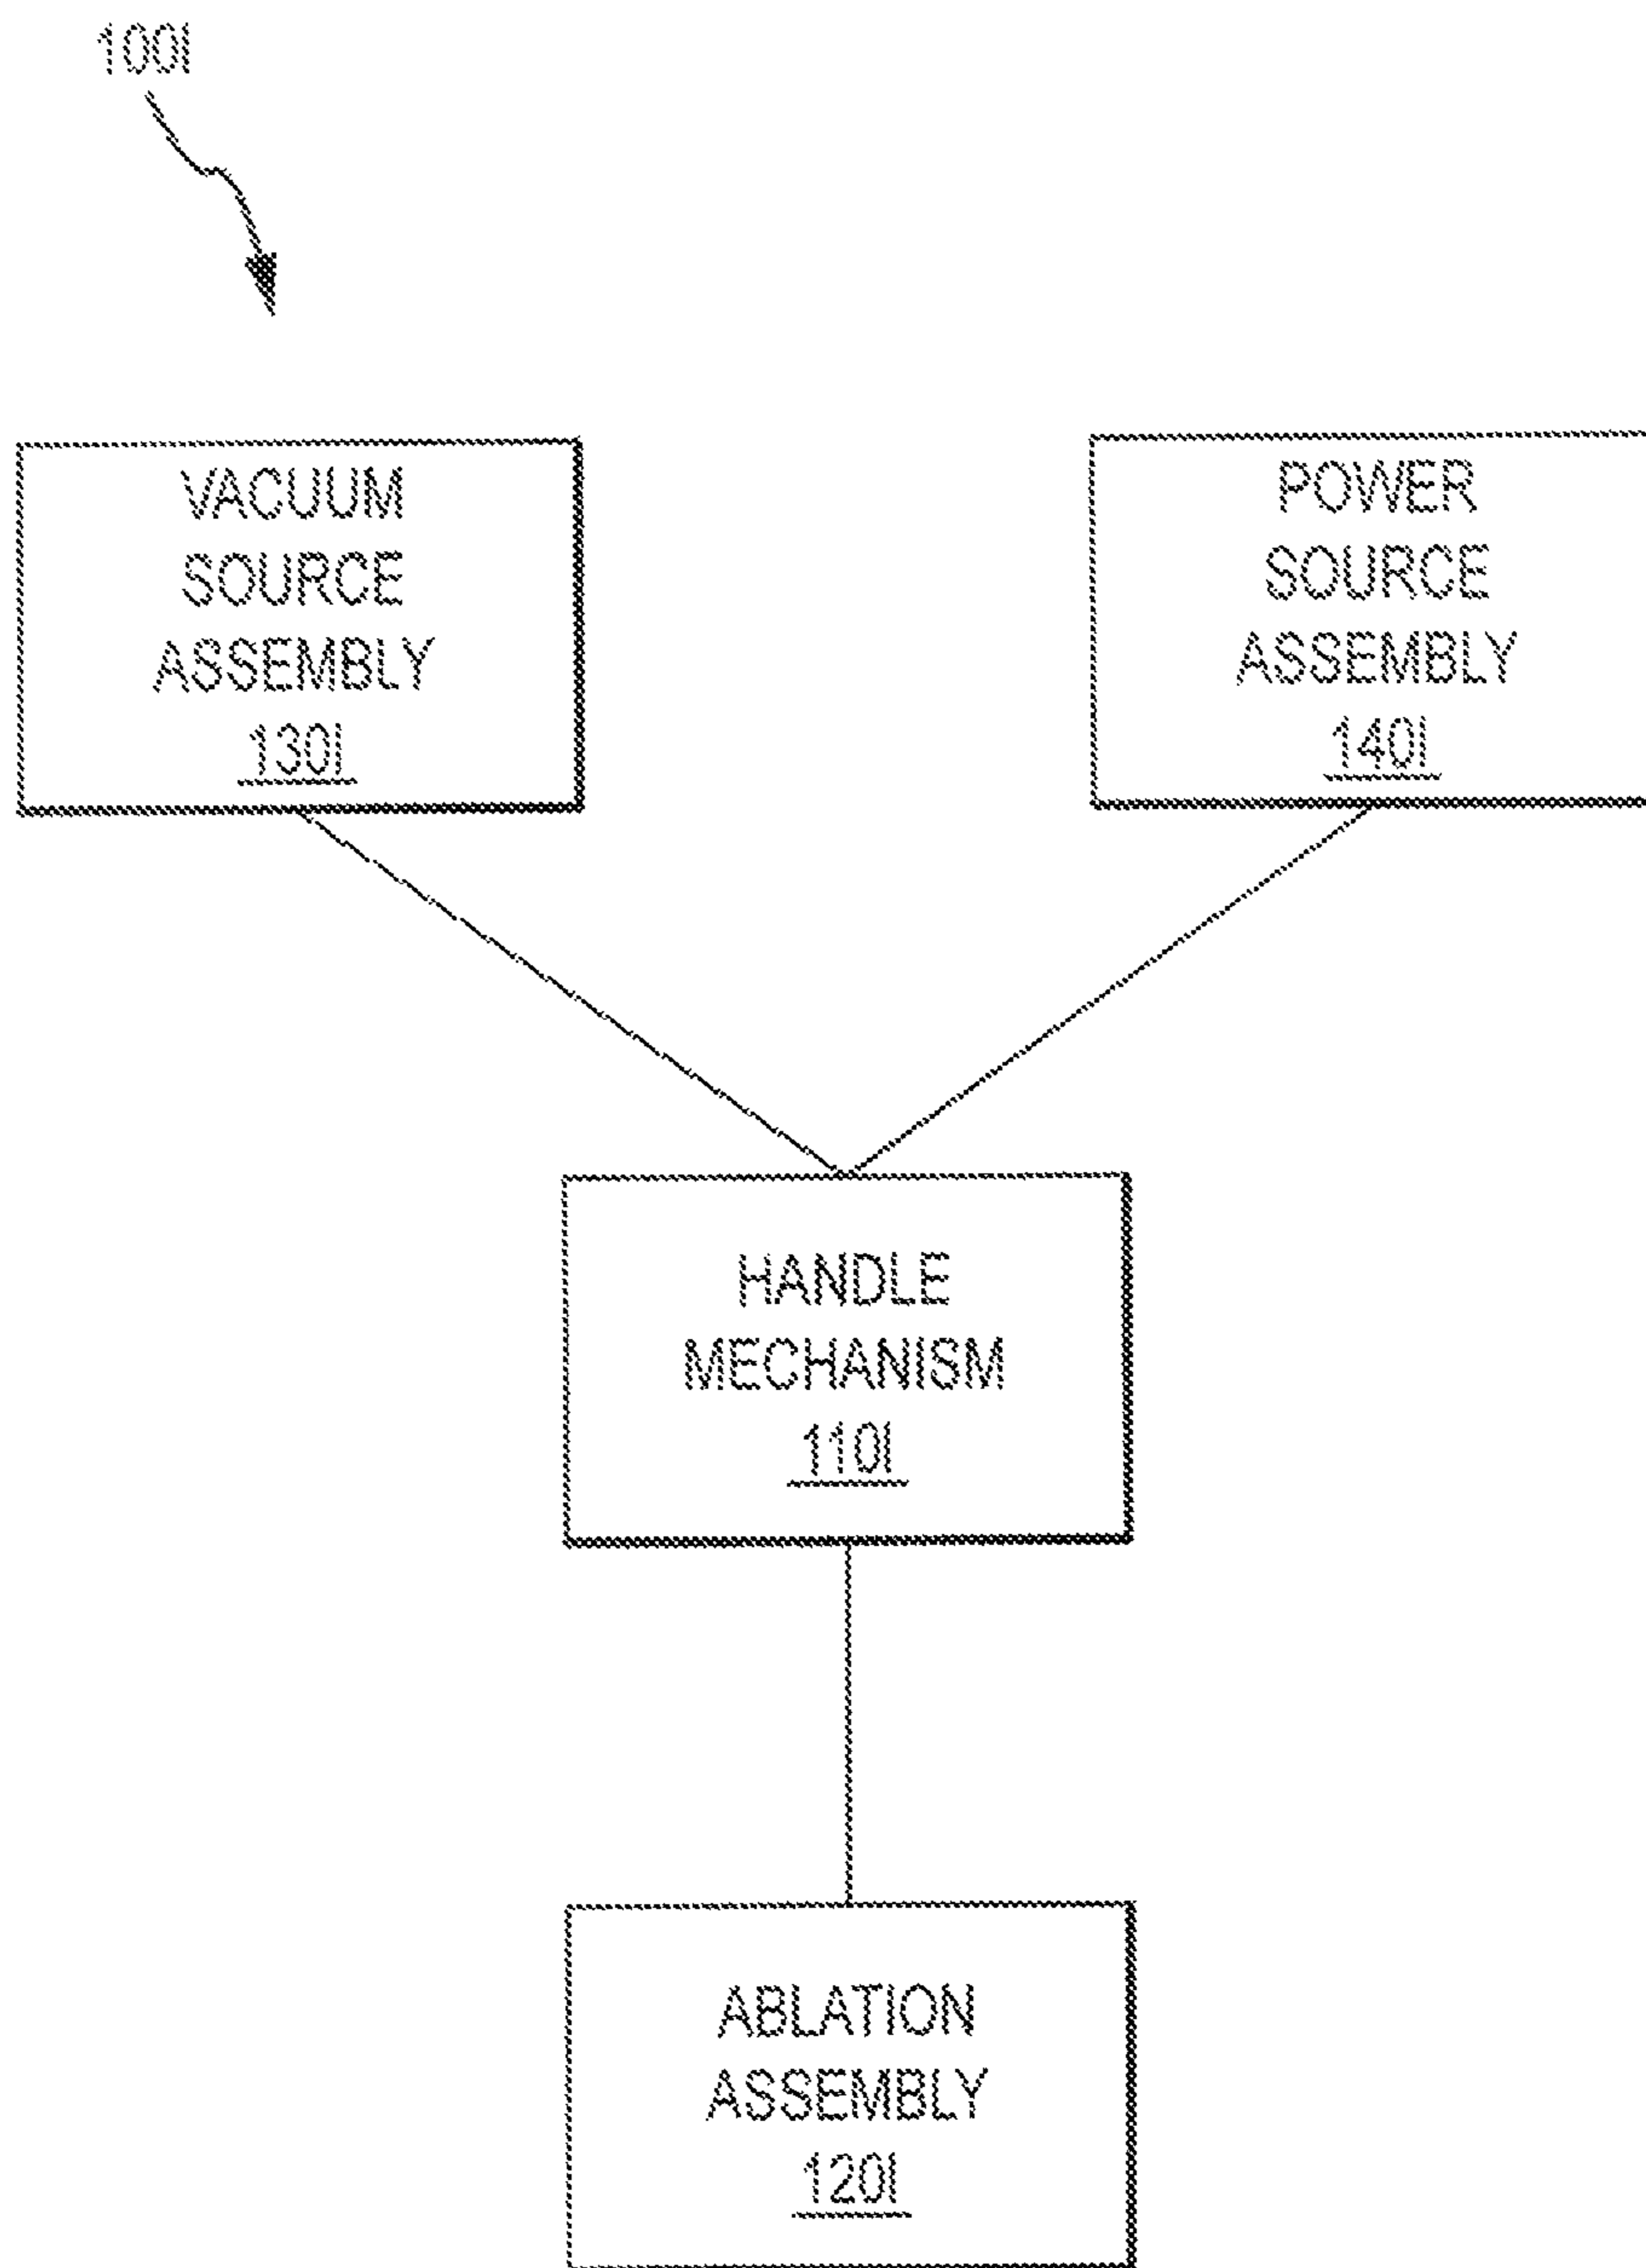 100I
VACUUM
SOURCE
ASSEMBLY
130I
POWER
SOURCE
ASSEMBLY
140I
HANDLE
MECHANISM
110I
ABLATION
ASSEMBLY
120I